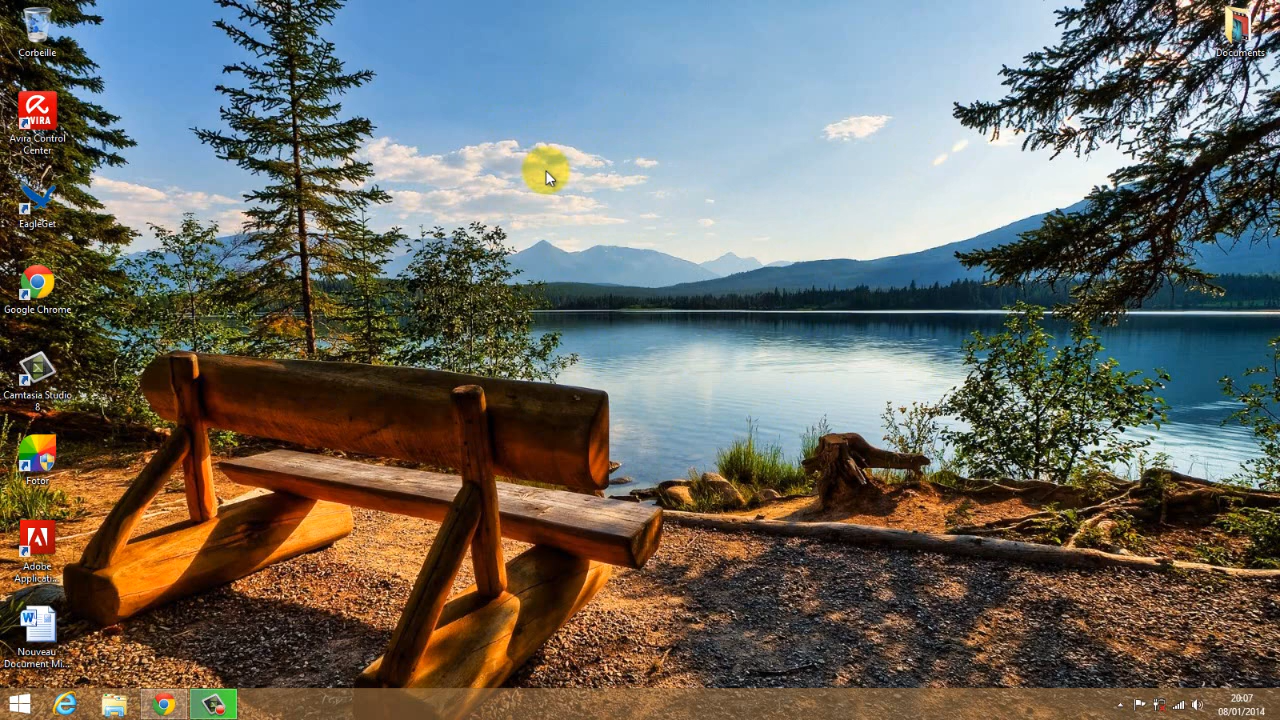 Corbeille
AVIRA
Avira Control
Center
EagleGet
Google Chrome
Camtasia Studio
8
Fotor
Adobe
Applicati...
W
Nouveau
Document Mi...
Documents
20:07
08/01/2014